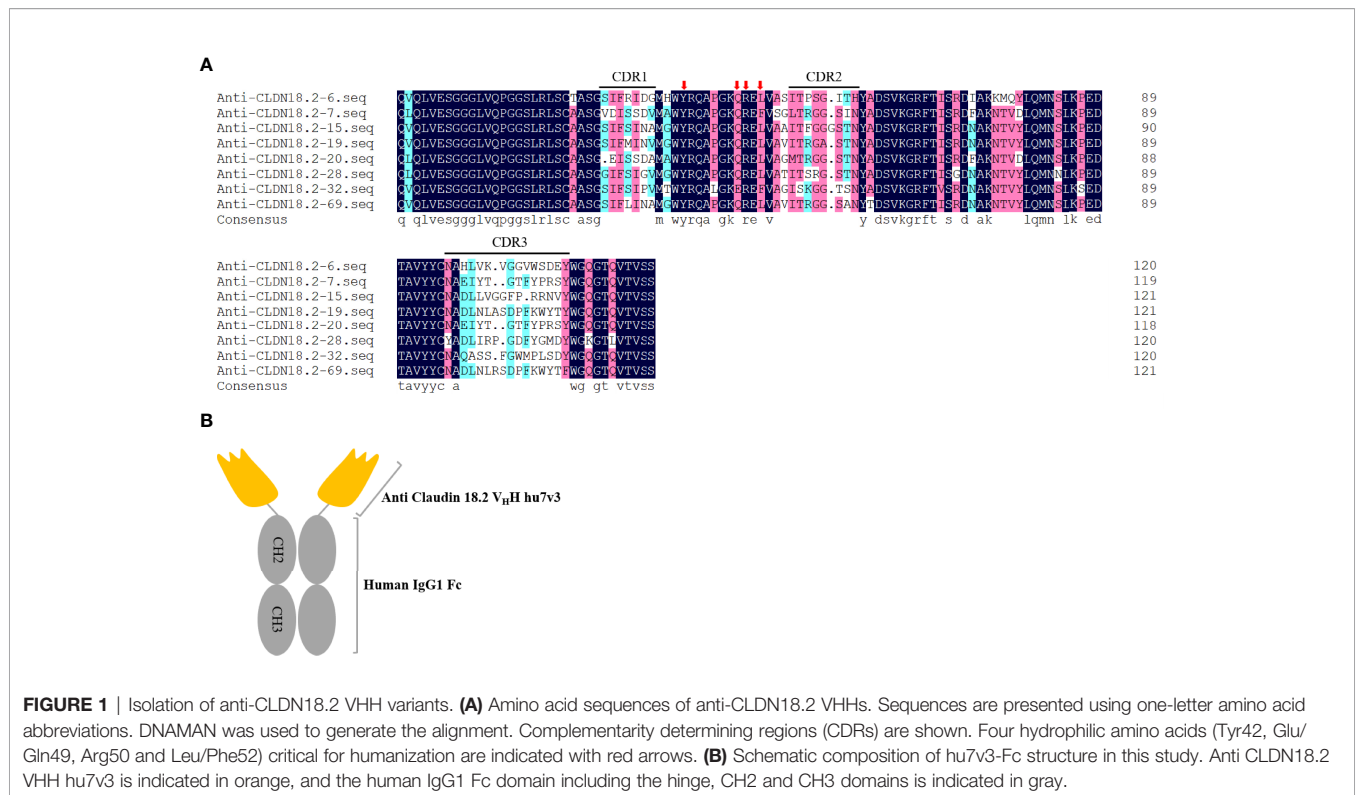 A
CDR1 CDR2
Anti-CLDN18.2-6.seq QVQLVESGGGLVQPGGSLRLSCTASGSIFRIDGMHWYRQAPGKQRELVASITPSG.ITHYADSVKGRFTISRDIAKKMQYLQMNSLKPED 89
Anti-CLDN18.2-7.seq QLQLVESGGGLVQPGGSLRLSCAASGVDISSDVMAWYRQAPGKQREFVSGLTRGG.SINYADSVKGRFTISRDFAKNTVDLQMNSLKPED 89
Anti-CLDN18.2-15.seq QVQLVESGGGLVQPGGSLRLSCAASGSIFSINAMGWYRQAPGKQRELVAAITFGGGSTNYADSVKGRFTISRDNAKNTVYLQMNSLKPED 90
Anti-CLDN18.2-19.seq QLQLVESGGGLVQPGGSLRLSCAASGSIFMINVMGWYRQAPGKQRELVAVITRGA.STNYADSVKGRFTISRDNAKNTVYLQMNSLKPED 89
Anti-CLDN18.2-20.seq QLQLVESGGGLVQPGGSLRLSCAASG.EISSDAMAWYRQAPGKQREFVAGMTRGG.STNYADSVKGRFTISRDFAKNTVDLQMNSLKPED 88
Anti-CLDN18.2-28.seq QLQLVESGGGLVQPGGSLRLSCAASGGIFSIGVMGWYRQAPGKQRELVATITSRG.STNYADSVKGRFTISGDNAKNTVYLQMNNLKPED 89
Anti-CLDN18.2-32.seq QVQLVESGGGLVQPGGSLRLSCAASGSIFSIPVMTWYRQALGKERELVAGISKGG.TSNYADSVKGRFTVSRDNAKNTVYLQMNSLKSED 89
Anti-CLDN18.2-69.seq QVQLVESGGGLVQPGGSLRLSCAASGSIFLINAMGWYRQAPGKQRELVAVITRGG.SANYTDSVKGRFTISRDNAKNTVYLQMNSLKPED 89
Consensus q qlvesggglvqpggslrlsc asg m wyrqa gk re v y dsvkgrft s d ak lqmn lk ed
CDR3
Anti-CLDN18.2-6.seq TAVYYCNAHLVK.VGGVWSDEYWGQGTQVTVSS 120
Anti-CLDN18.2-7.seq TAVYYCNAEIYT..GTFYPRSYWGQGTQVTVSS 119
Anti-CLDN18.2-15.seq TAVYYCNADLLVGGFP.RRNVYWGQGTQVTVSS 121
Anti-CLDN18.2-19.seq TAVYYCNADLNLASDPFKWYTYWGQGTQVTVSS 121
Anti-CLDN18.2-20.seq TAVYYCNAEIYT..GTFYPRSYWGQGTQVTVSS 118
Anti-CLDN18.2-28.seq TAVYYCYADLIRP.GDFYGMDYWGKGTLVTVSS 120
Anti-CLDN18.2-32.seq TAVYYCNAQASS.FGWMPLSDYWGQGTQVTVSS 120
Anti-CLDN18.2-69.seq TAVYYCNADLNLRSDPFKWYTFWGQGTQVTVSS 121
Consensus tavyyc a wg gt vtvss
B
Anti Claudin 18.2 VHH hu7v3
CH2
Human IgG1 Fc
CH3
FIGURE 1 | Isolation of anti-CLDN18.2 VHH variants. (A) Amino acid sequences of anti-CLDN18.2 VHHs. Sequences are presented using one-letter amino acid
abbreviations. DNAMAN was used to generate the alignment. Complementarity determining regions (CDRs) are shown. Four hydrophilic amino acids (Tyr42, Glu/
Gln49, Arg50 and Leu/Phe52) critical for humanization are indicated with red arrows. (B) Schematic composition of hu7v3-Fc structure in this study. Anti CLDN18.2
VHH hu7v3 is indicated in orange, and the human IgG1 Fc domain including the hinge, CH2 and CH3 domains is indicated in gray.